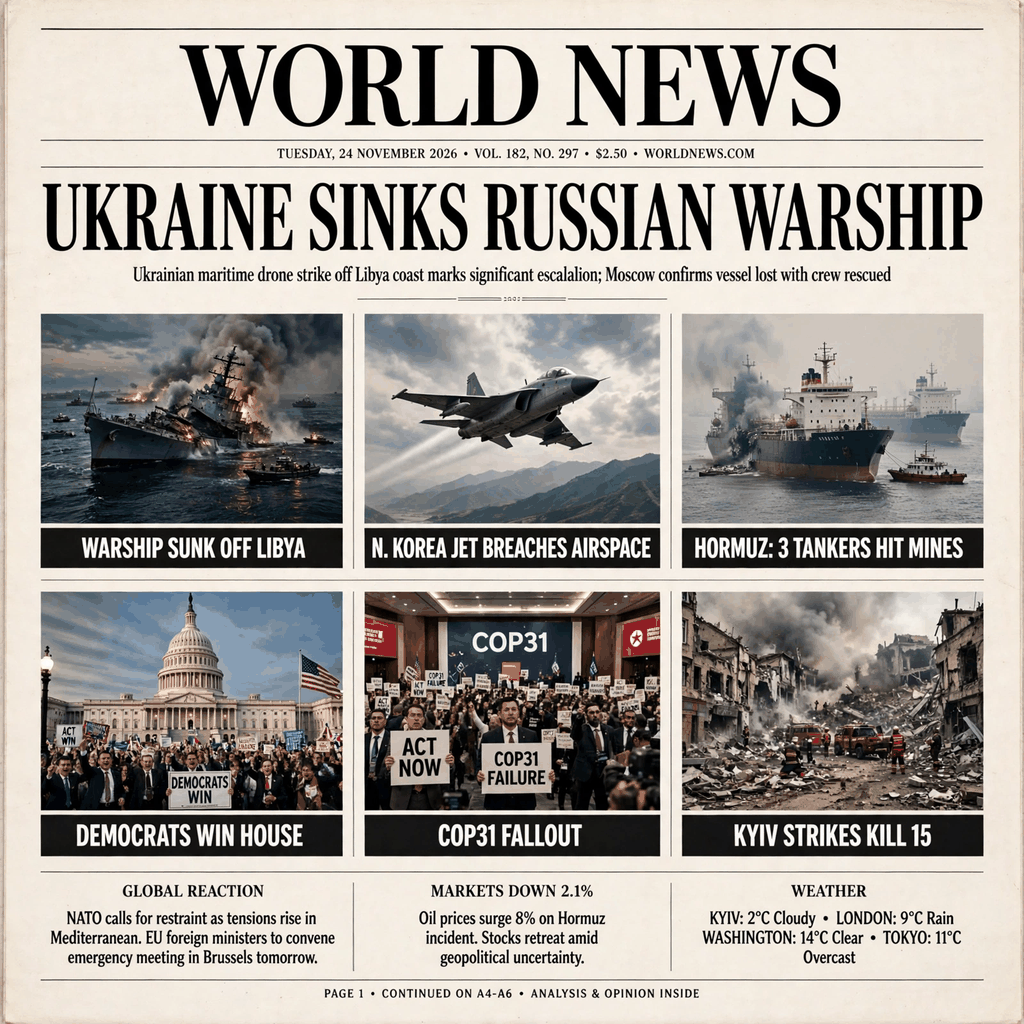 WORLD NEWS
TUESDAY, 24 NOVEMBER 2026 • VOL. 182, NO. 297 • $2.50 • WORLDNEWS.COM
UKRAINE SINKS RUSSIAN WARSHIP
Ukrainian maritime drone strike off Libya coast marks significant escalalion; Moscow confirms vessel lost with crew rescued
WARSHIP SUNK OFF LIBYA
N. KOREA JET BREACHES AIRSPACE
HORMUZ: 3 TANKERS HIT MINES
ACT
WIN
DEMOCRATS
WIN
COP31
ACT
NOW
COP31
FAILURE
ACT
NOW
COP31
FAILURE
DEMOCRATS WIN HOUSE
COP31 FALLOUT
KYIV STRIKES KILL 15
GLOBAL REACTION
NATO calls for restraint as tensions rise in
Mediterranean. EU foreign ministers to convene
emergency meeting in Brussels tomorrow.
MARKETS DOWN 2.1%
Oil prices surge 8% on Hormuz
incident. Stocks retreat amid
geopolitical uncertainty.
WEATHER
KYIV: 2°C Cloudy • LONDON: 9°C Rain
WASHINGTON: 14°C Clear • TOKYO: 11°C
Overcast
PAGE 1 • CONTINUED ON A4-A6 • ANALYSIS & OPINION INSIDE